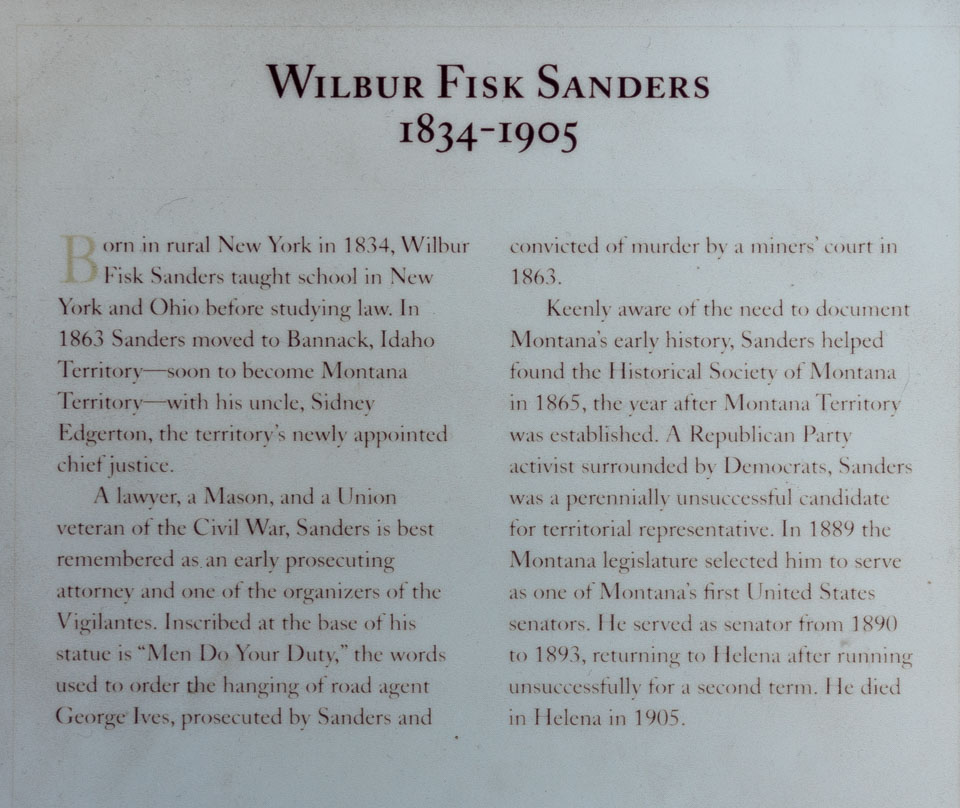 Wilbur Fisk Sanders
1834-1905
Born in rural New York in 1834, Wilbur
Fisk Sanders taught school in New
York and Ohio before studying law. In
1863 Sanders moved to Bannack, Idaho
Territory—soon to become Montana
Territory—with his uncle, Sidney
Edgerton, the territory's newly appointed
chief justice.
A lawyer, a Mason, and a Union
veteran of the Civil War, Sanders is best
remembered as an early prosecuting
attorney and one of the organizers of the
Vigilantes. Inscribed at the base of his
statue is “Men Do Your Duty,” the words
used to order the hanging of road agent
George Ives, prosecuted by Sanders and
convicted of murder by a miners’ court in
1863.
Keenly aware of the need to document
Montana’s early history, Sanders helped
found the Historical Society of Montana
in 1865, the year after Montana Territory
was established. A Republican Party
activist surrounded by Democrats, Sanders
was a perennially unsuccessful candidate
for territorial representative. In 1889 the
Montana legislature selected him to serve
as one of Montana’s first United States
senators. He served as senator from 1890
to 1893, returning to Helena after running
unsuccessfully for a second term. He died
in Helena in 1905.